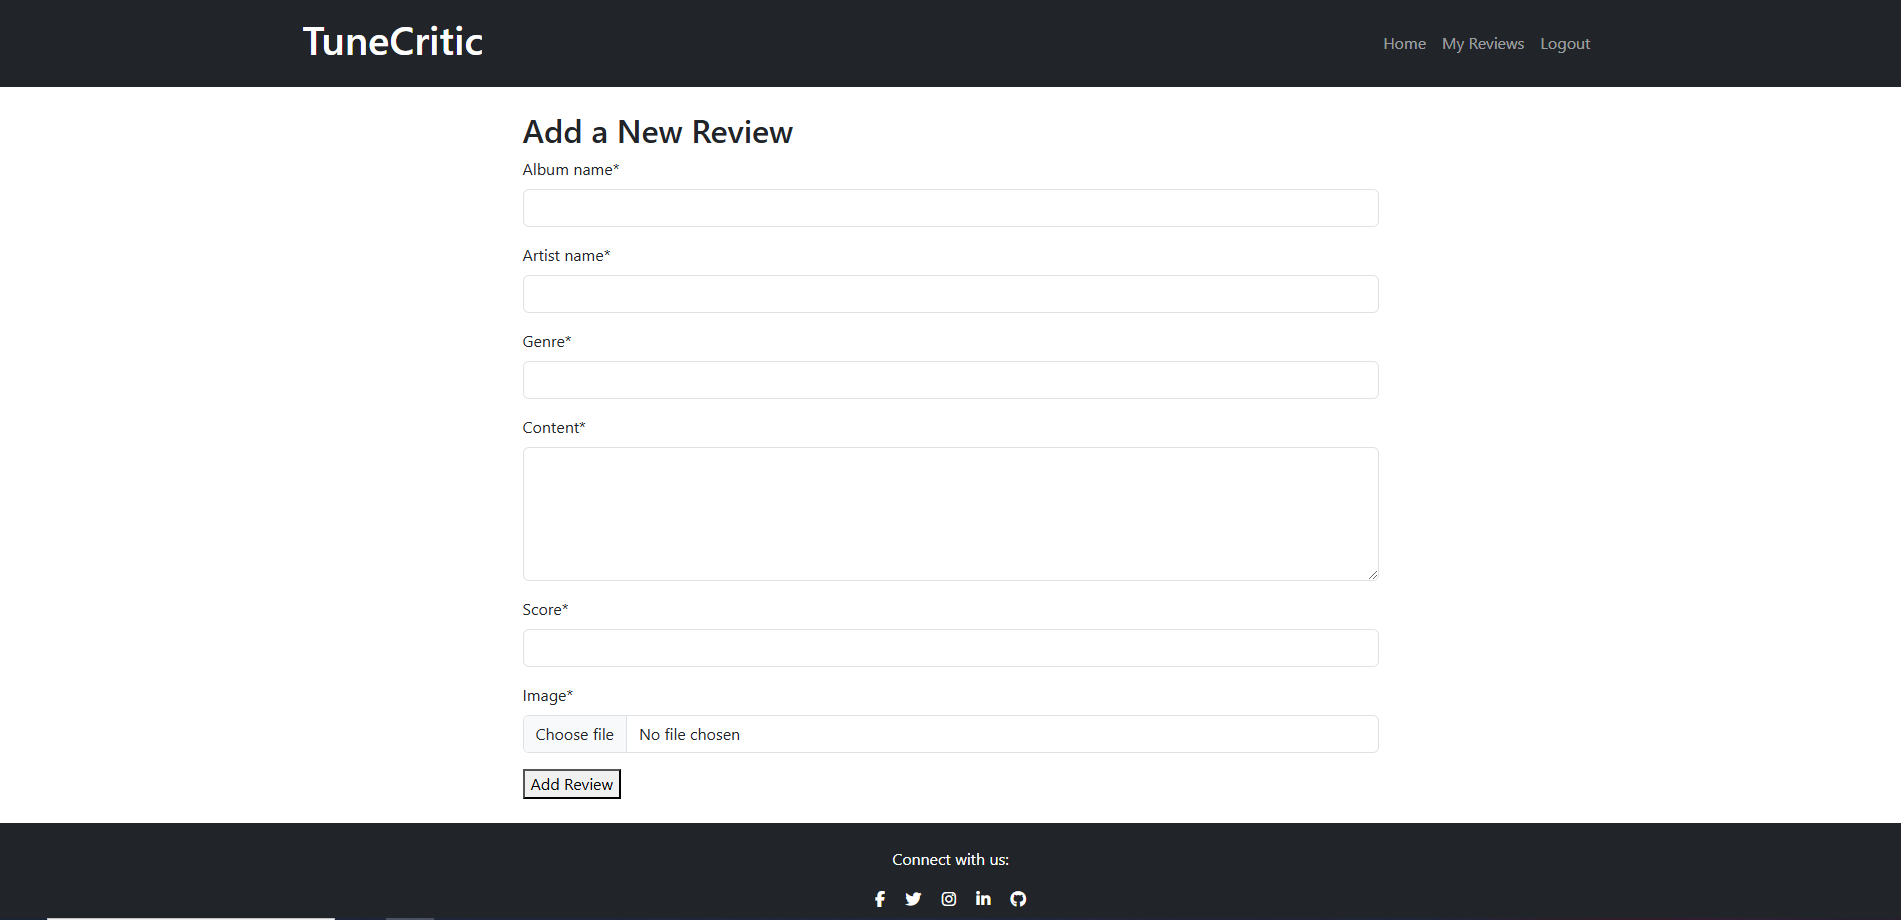 TuneCritic
Home My Reviews Logout
Add a New Review
Album name*
Artist name*
Genre*
Content*
Score*
Image*
Choose file No file chosen
Add Review
Connect with us: